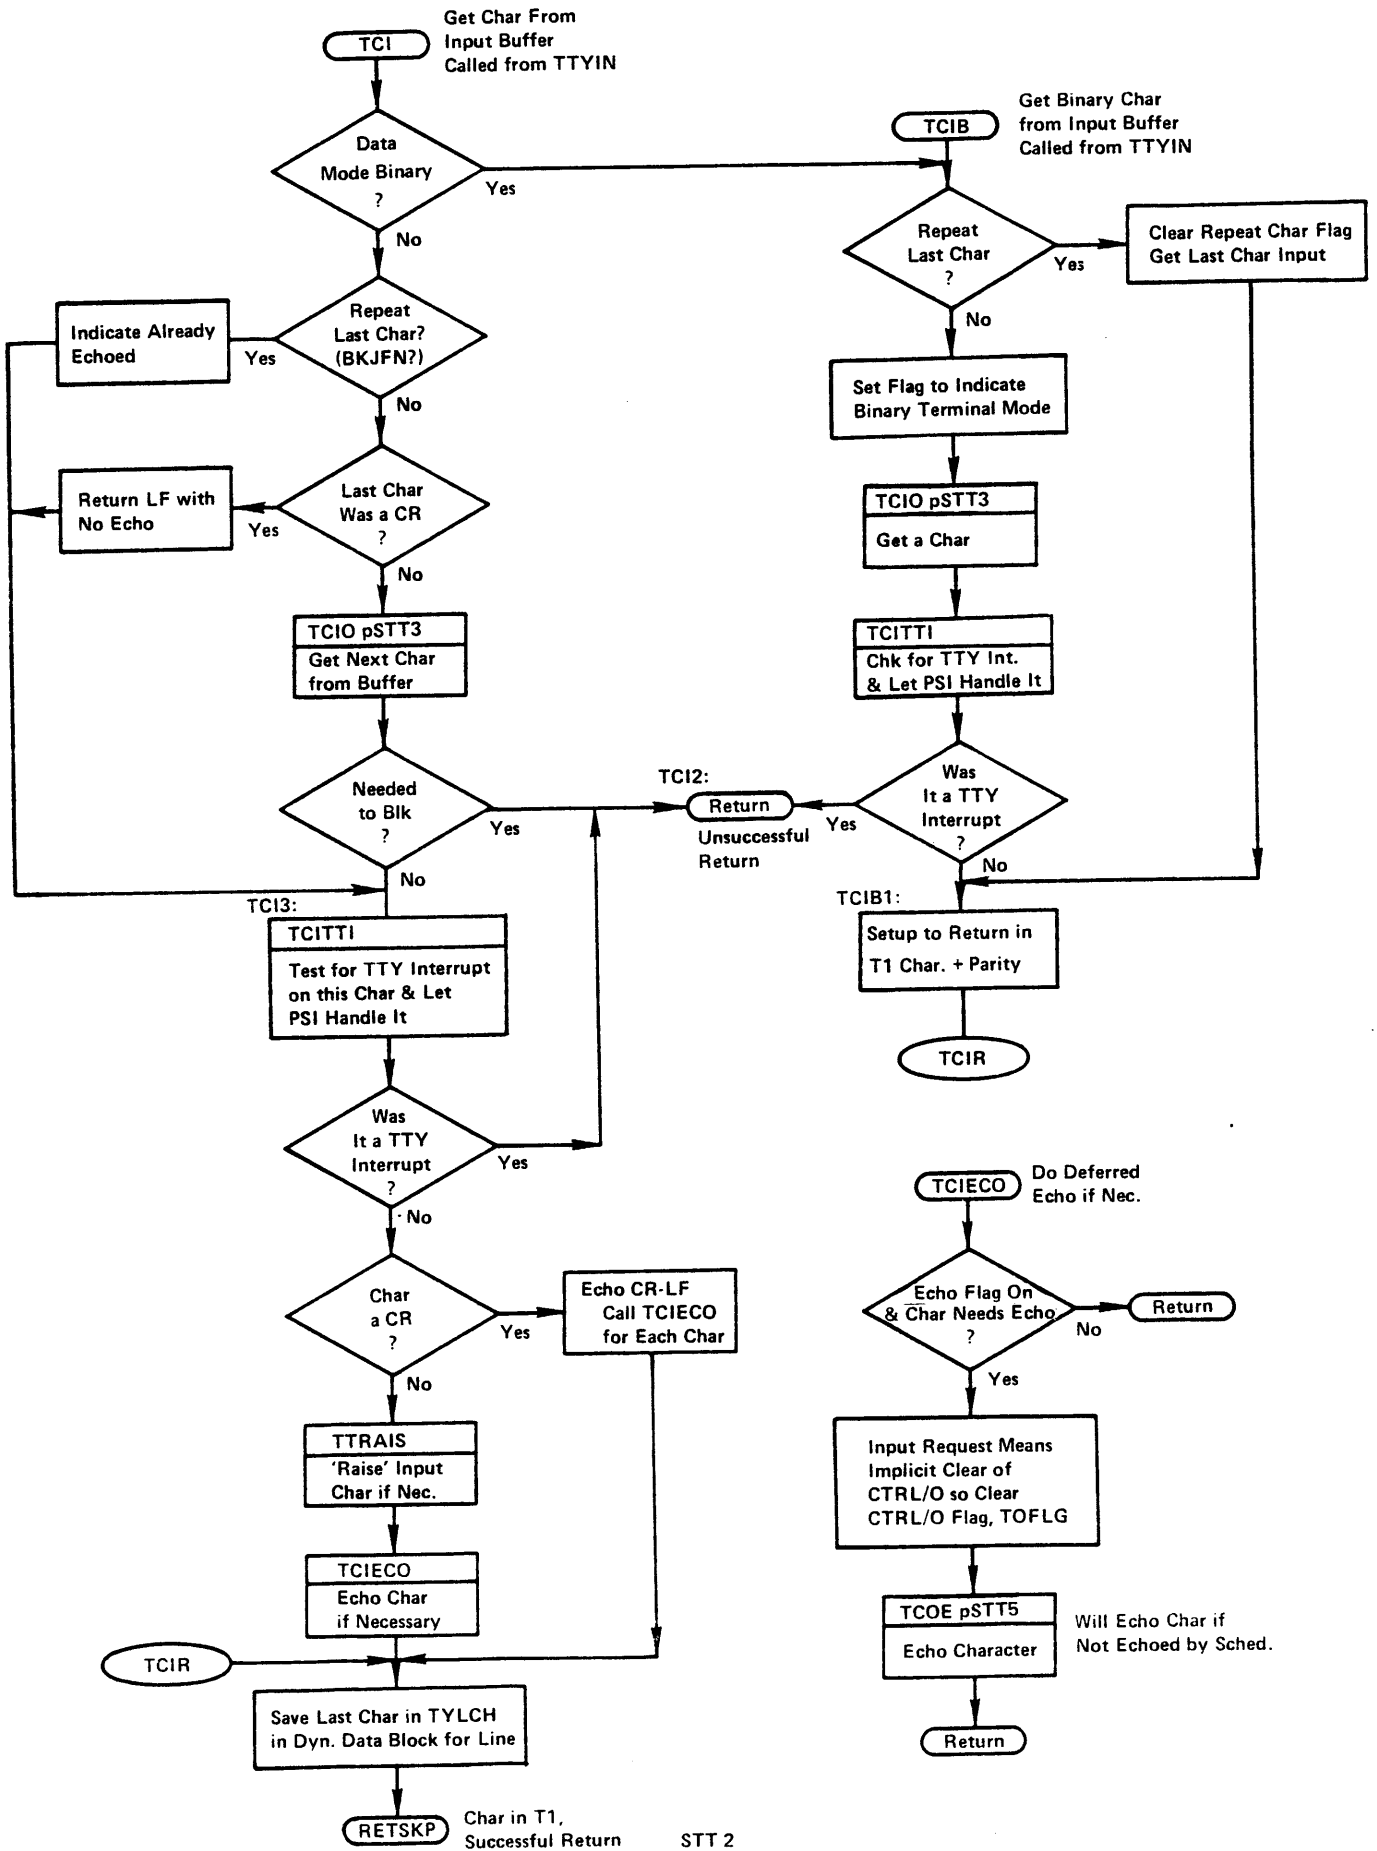 TCI
Get Char From
Input Buffer
Called from TTYIN
Data
Mode Binary
?
Yes
No
Repeat
Last Char?
(BKJFN?)
Yes
Indicate Already
Echoed
No
Last Char
Was a CR
?
Yes
Return LF with
No Echo
No
TCIO pSTT3
Get Next Char
from Buffer
Needed
to Blk
?
Yes
No
TCI2:
Return
Unsuccessful
Return
TCI3:
TCITTI
Test for TTY Interrupt
on this Char & Let
PSI Handle It
Was
It a TTY
Interrupt
?
Yes
No
Char
a CR
?
Yes
Echo CR-LF
Call TCIECO
for Each Char
No
TTRAIS
'Raise' Input
Char if Nec.
TCIECO
Echo Char
if Necessary
TCIR
Save Last Char in TYLCH
in Dyn. Data Block for Line
RETSKP
Char in T1,
Successful Return
TCIB
Get Binary Char
from Input Buffer
Called from TTYIN
Repeat
Last Char
?
Yes
Clear Repeat Char Flag
Get Last Char Input
No
Set Flag to Indicate
Binary Terminal Mode
TCIO pSTT3
Get a Char
TCITTI
Chk for TTY Int.
& Let PSI Handle It
Was
It a TTY
Interrupt
?
Yes
No
TCIB1:
Setup to Return in
T1 Char. + Parity
TCIR
TCIECO
Do Deferred
Echo if Nec.
Echo Flag On
& Char Needs Echo
?
No
Return
Yes
Input Request Means
Implicit Clear of
CTRL/O so Clear
CTRL/O Flag, TOFLG
TCOE pSTT5
Echo Character
Will Echo Char if
Not Echoed by Sched.
Return
STT 2